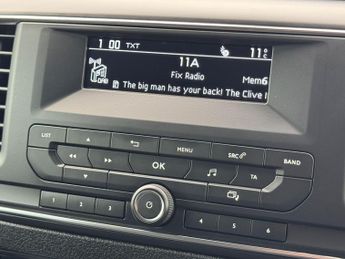 1 00 TXT 11°C
11A
Fix Radio
DAB Mem6
The big man has your back! The Clive l
LIST MENU SRC BAND
OK TA
1 2 3 4 5 6